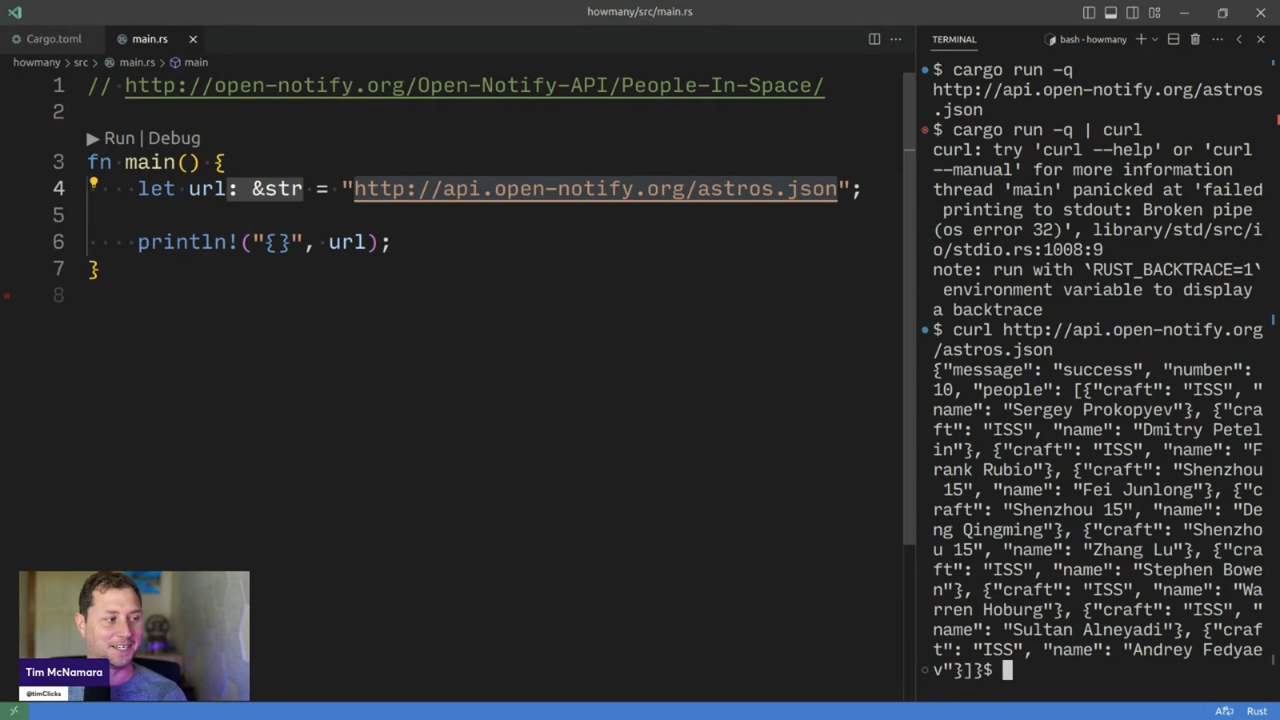 howmany/src/main.rs
Cargo.toml
main.rs
howmany > src > main.rs > main
1 // http://open-notify.org/Open-Notify-API/People-In-Space/
2
▶ Run | Debug
3 fn main() {
4 let url: &str = "http://api.open-notify.org/astros.json";
5
6 println!("{}", url);
7 }
8
TERMINAL
bash - howmany
$ cargo run -q
http://api.open-notify.org/astros
.json
$ cargo run -q | curl
curl: try 'curl --help' or 'curl
--manual' for more information
thread 'main' panicked at 'failed
printing to stdout: Broken pipe
(os error 32)', library/std/src/i
o/stdio.rs:1008:9
note: run with `RUST_BACKTRACE=1`
environment variable to display
a backtrace
$ curl http://api.open-notify.org
/astros.json
{"message": "success", "number":
10, "people": [{"craft": "ISS", "
name": "Sergey Prokopyev"}, {"cra
ft": "ISS", "name": "Dmitry Petel
in"}, {"craft": "ISS", "name": "F
rank Rubio"}, {"craft": "Shenzhou
15", "name": "Fei Junlong"}, {"c
raft": "Shenzhou 15", "name": "De
ng Qingming"}, {"craft": "Shenzho
u 15", "name": "Zhang Lu"}, {"cra
ft": "ISS", "name": "Stephen Bowe
n"}, {"craft": "ISS", "name": "Wa
rren Hoburg"}, {"craft": "ISS", "
name": "Sultan Alneyadi"}, {"craf
t": "ISS", "name": "Andrey Fedyae
v"}]}$
Tim McNamara
@timClicks
Rust